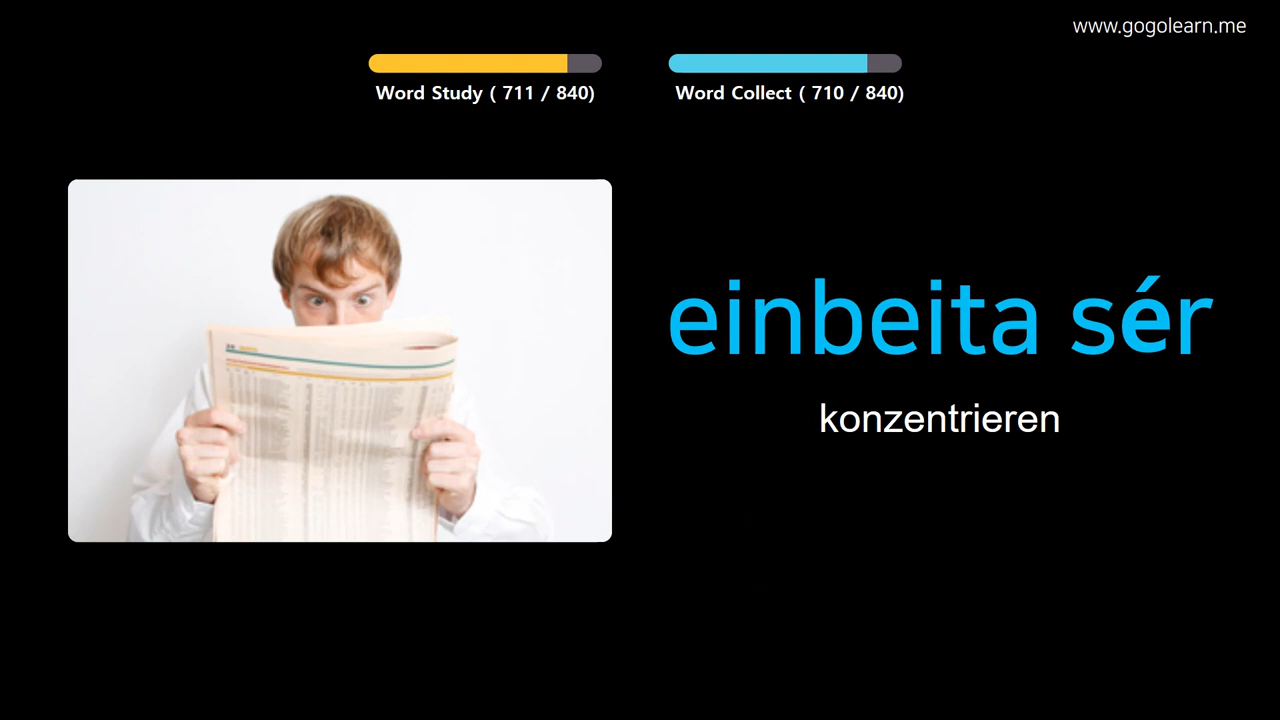 www.gogolearn.me
Word Study ( 711 / 840)
Word Collect ( 710 / 840)
einbeita sér
konzentrieren